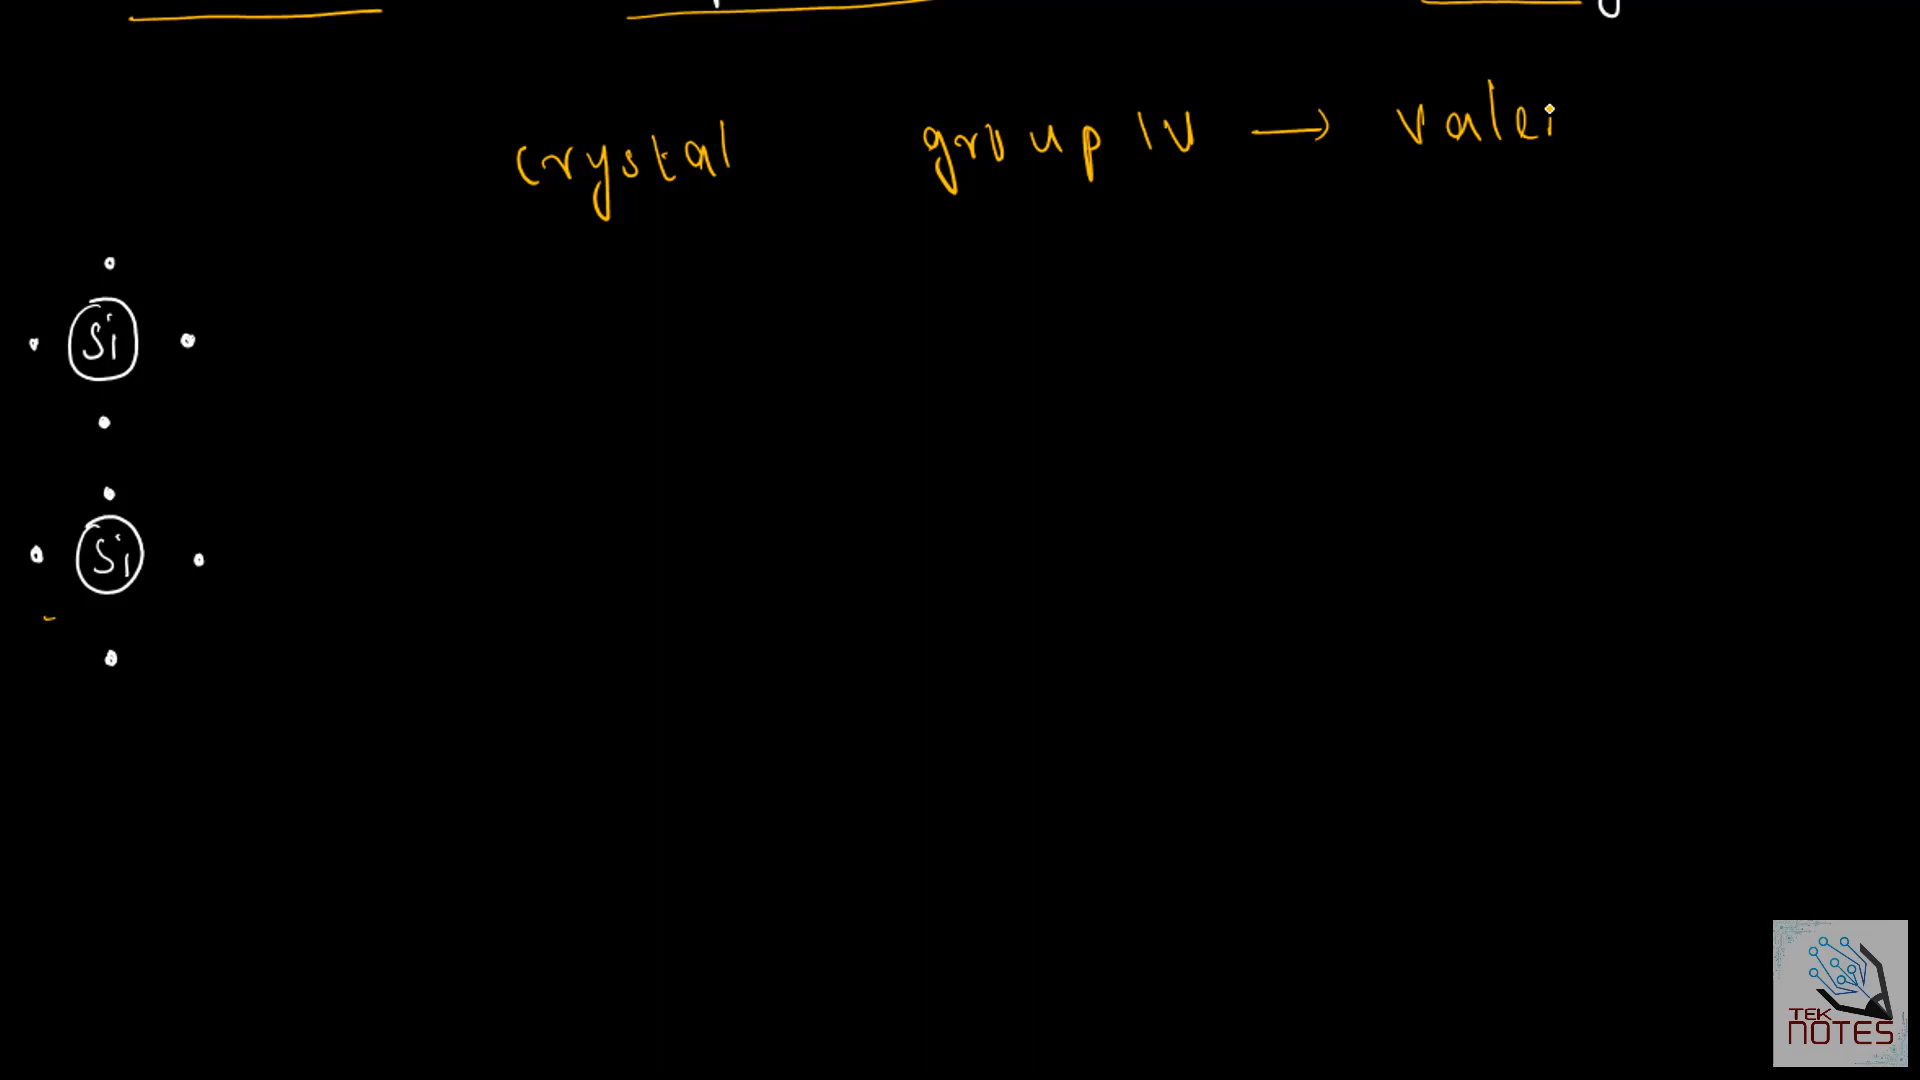 crystal group IV → valei
Si
Si
TEK
NOTES